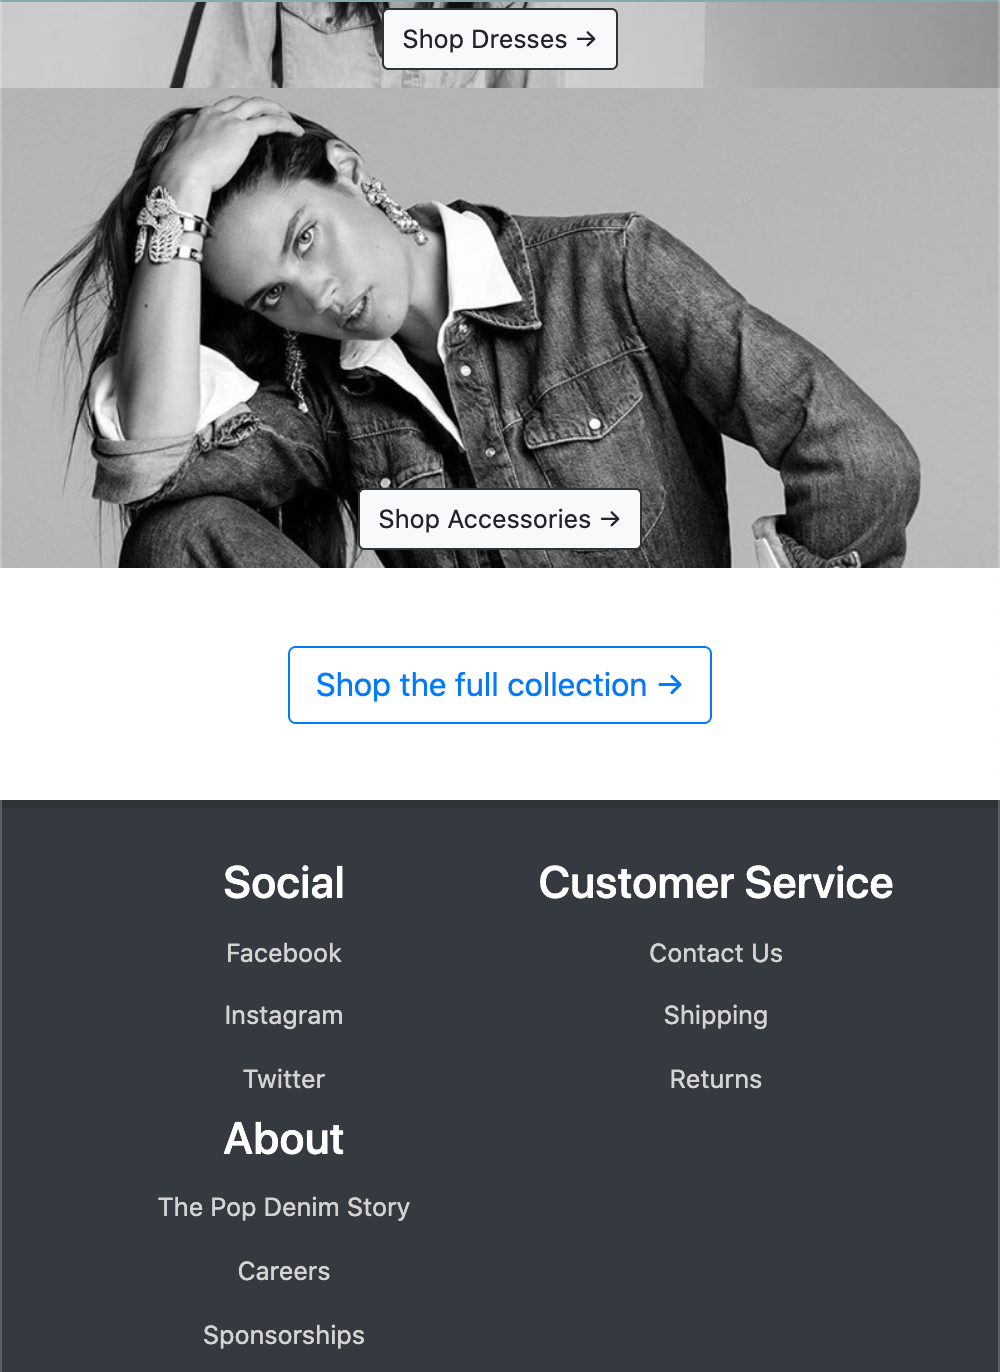 Shop Dresses →
Shop Accessories →
Shop the full collection →
Social
Facebook
Instagram
Twitter
Customer Service
Contact Us
Shipping
Returns
About
The Pop Denim Story
Careers
Sponsorships